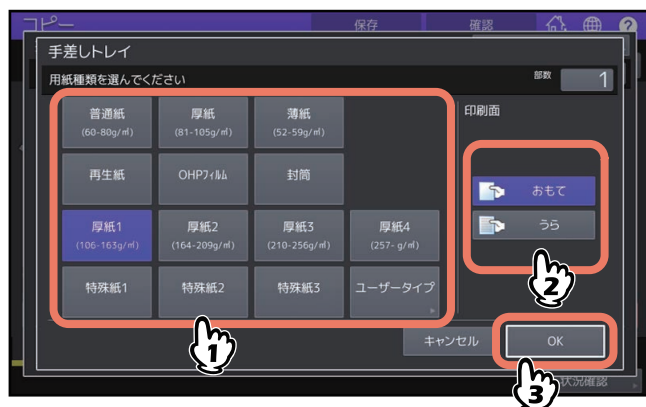 コピー
保存
確認
?
手差しトレイ
用紙種類を選んでください
部数
1
普通紙
(60-80g/㎡)
厚紙
(81-105g/㎡)
薄紙
(52-59g/㎡)
再生紙
OHPフィルム
封筒
厚紙1
(106-163g/㎡)
厚紙2
(164-209g/㎡)
厚紙3
(210-256g/㎡)
厚紙4
(257- g/㎡)
特殊紙1
特殊紙2
特殊紙3
ユーザータイプ
印刷面
おもて
うら
キャンセル
OK
状況確認
1
2
3